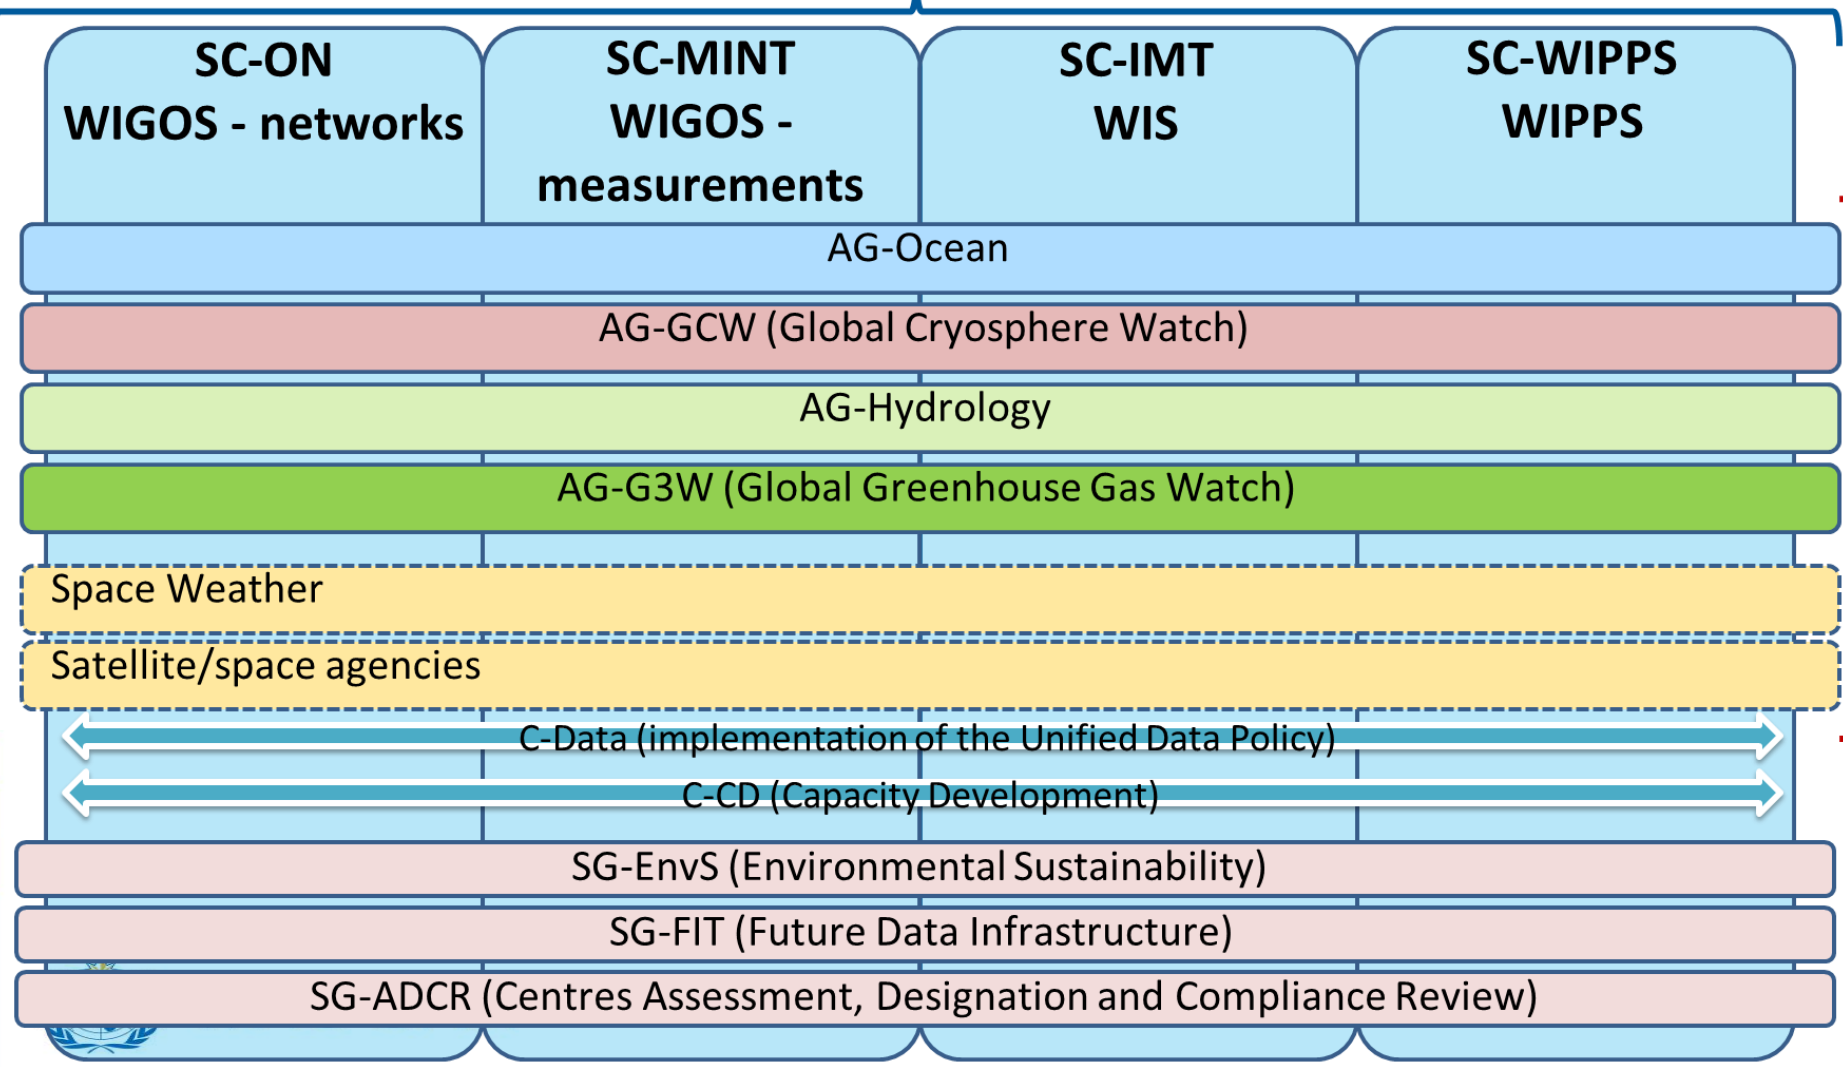 SC-ON
WIGOS - networks
SC-MINT
WIGOS -
measurements
SC-IMT
WIS
SC-WIPPS
WIPPS
AG-Ocean
AG-GCW (Global Cryosphere Watch)
AG-Hydrology
AG-G3W (Global Greenhouse Gas Watch)
Space Weather
Satellite/space agencies
C-Data (implementation of the Unified Data Policy)
C-CD (Capacity Development)
SG-EnvS (Environmental Sustainability)
SG-FIT (Future Data Infrastructure)
SG-ADCR (Centres Assessment, Designation and Compliance Review)